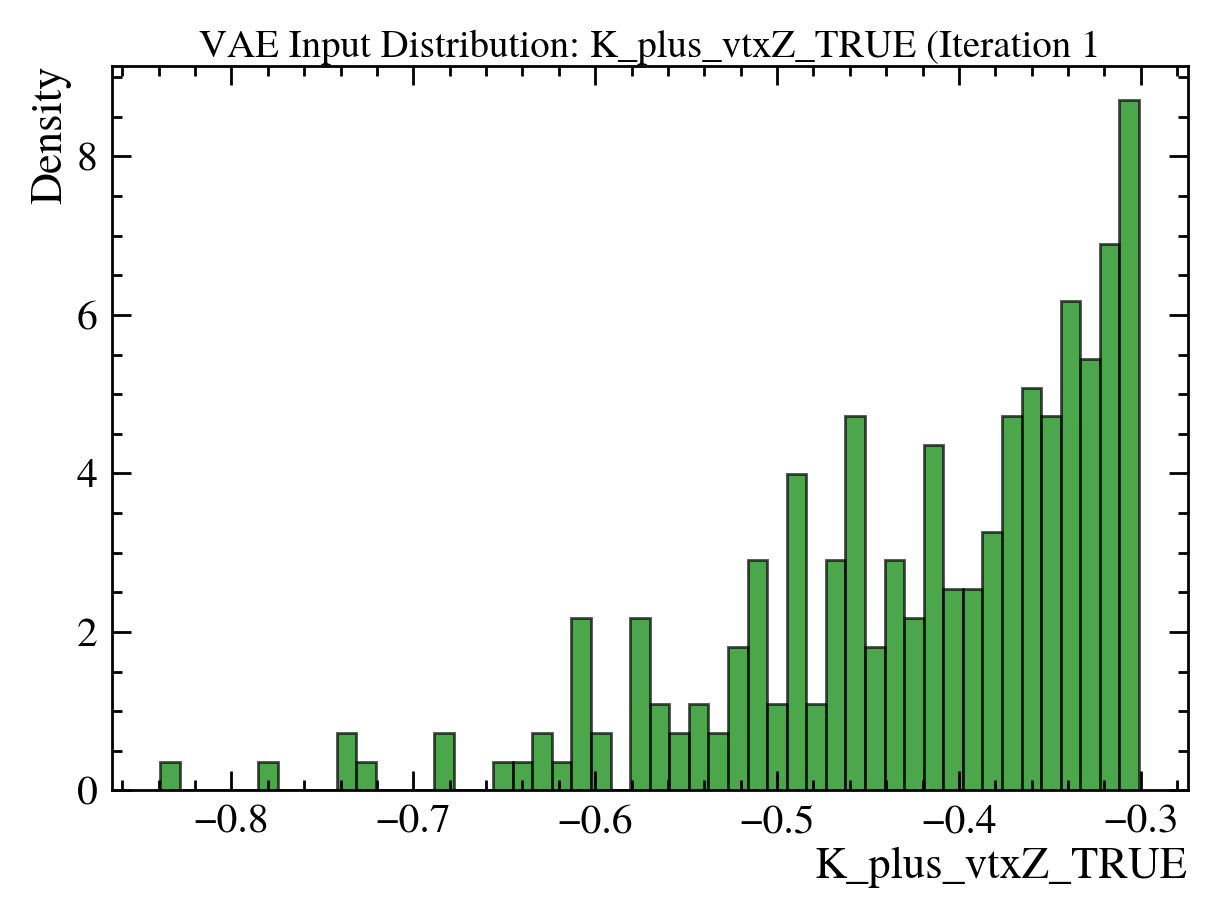 VAE Input Distribution: K_plus_vtxZ_TRUE (Iteration 1
Density
8
6
4
2
0
−0.8 −0.7 −0.6 −0.5 −0.4 −0.3
K_plus_vtxZ_TRUE